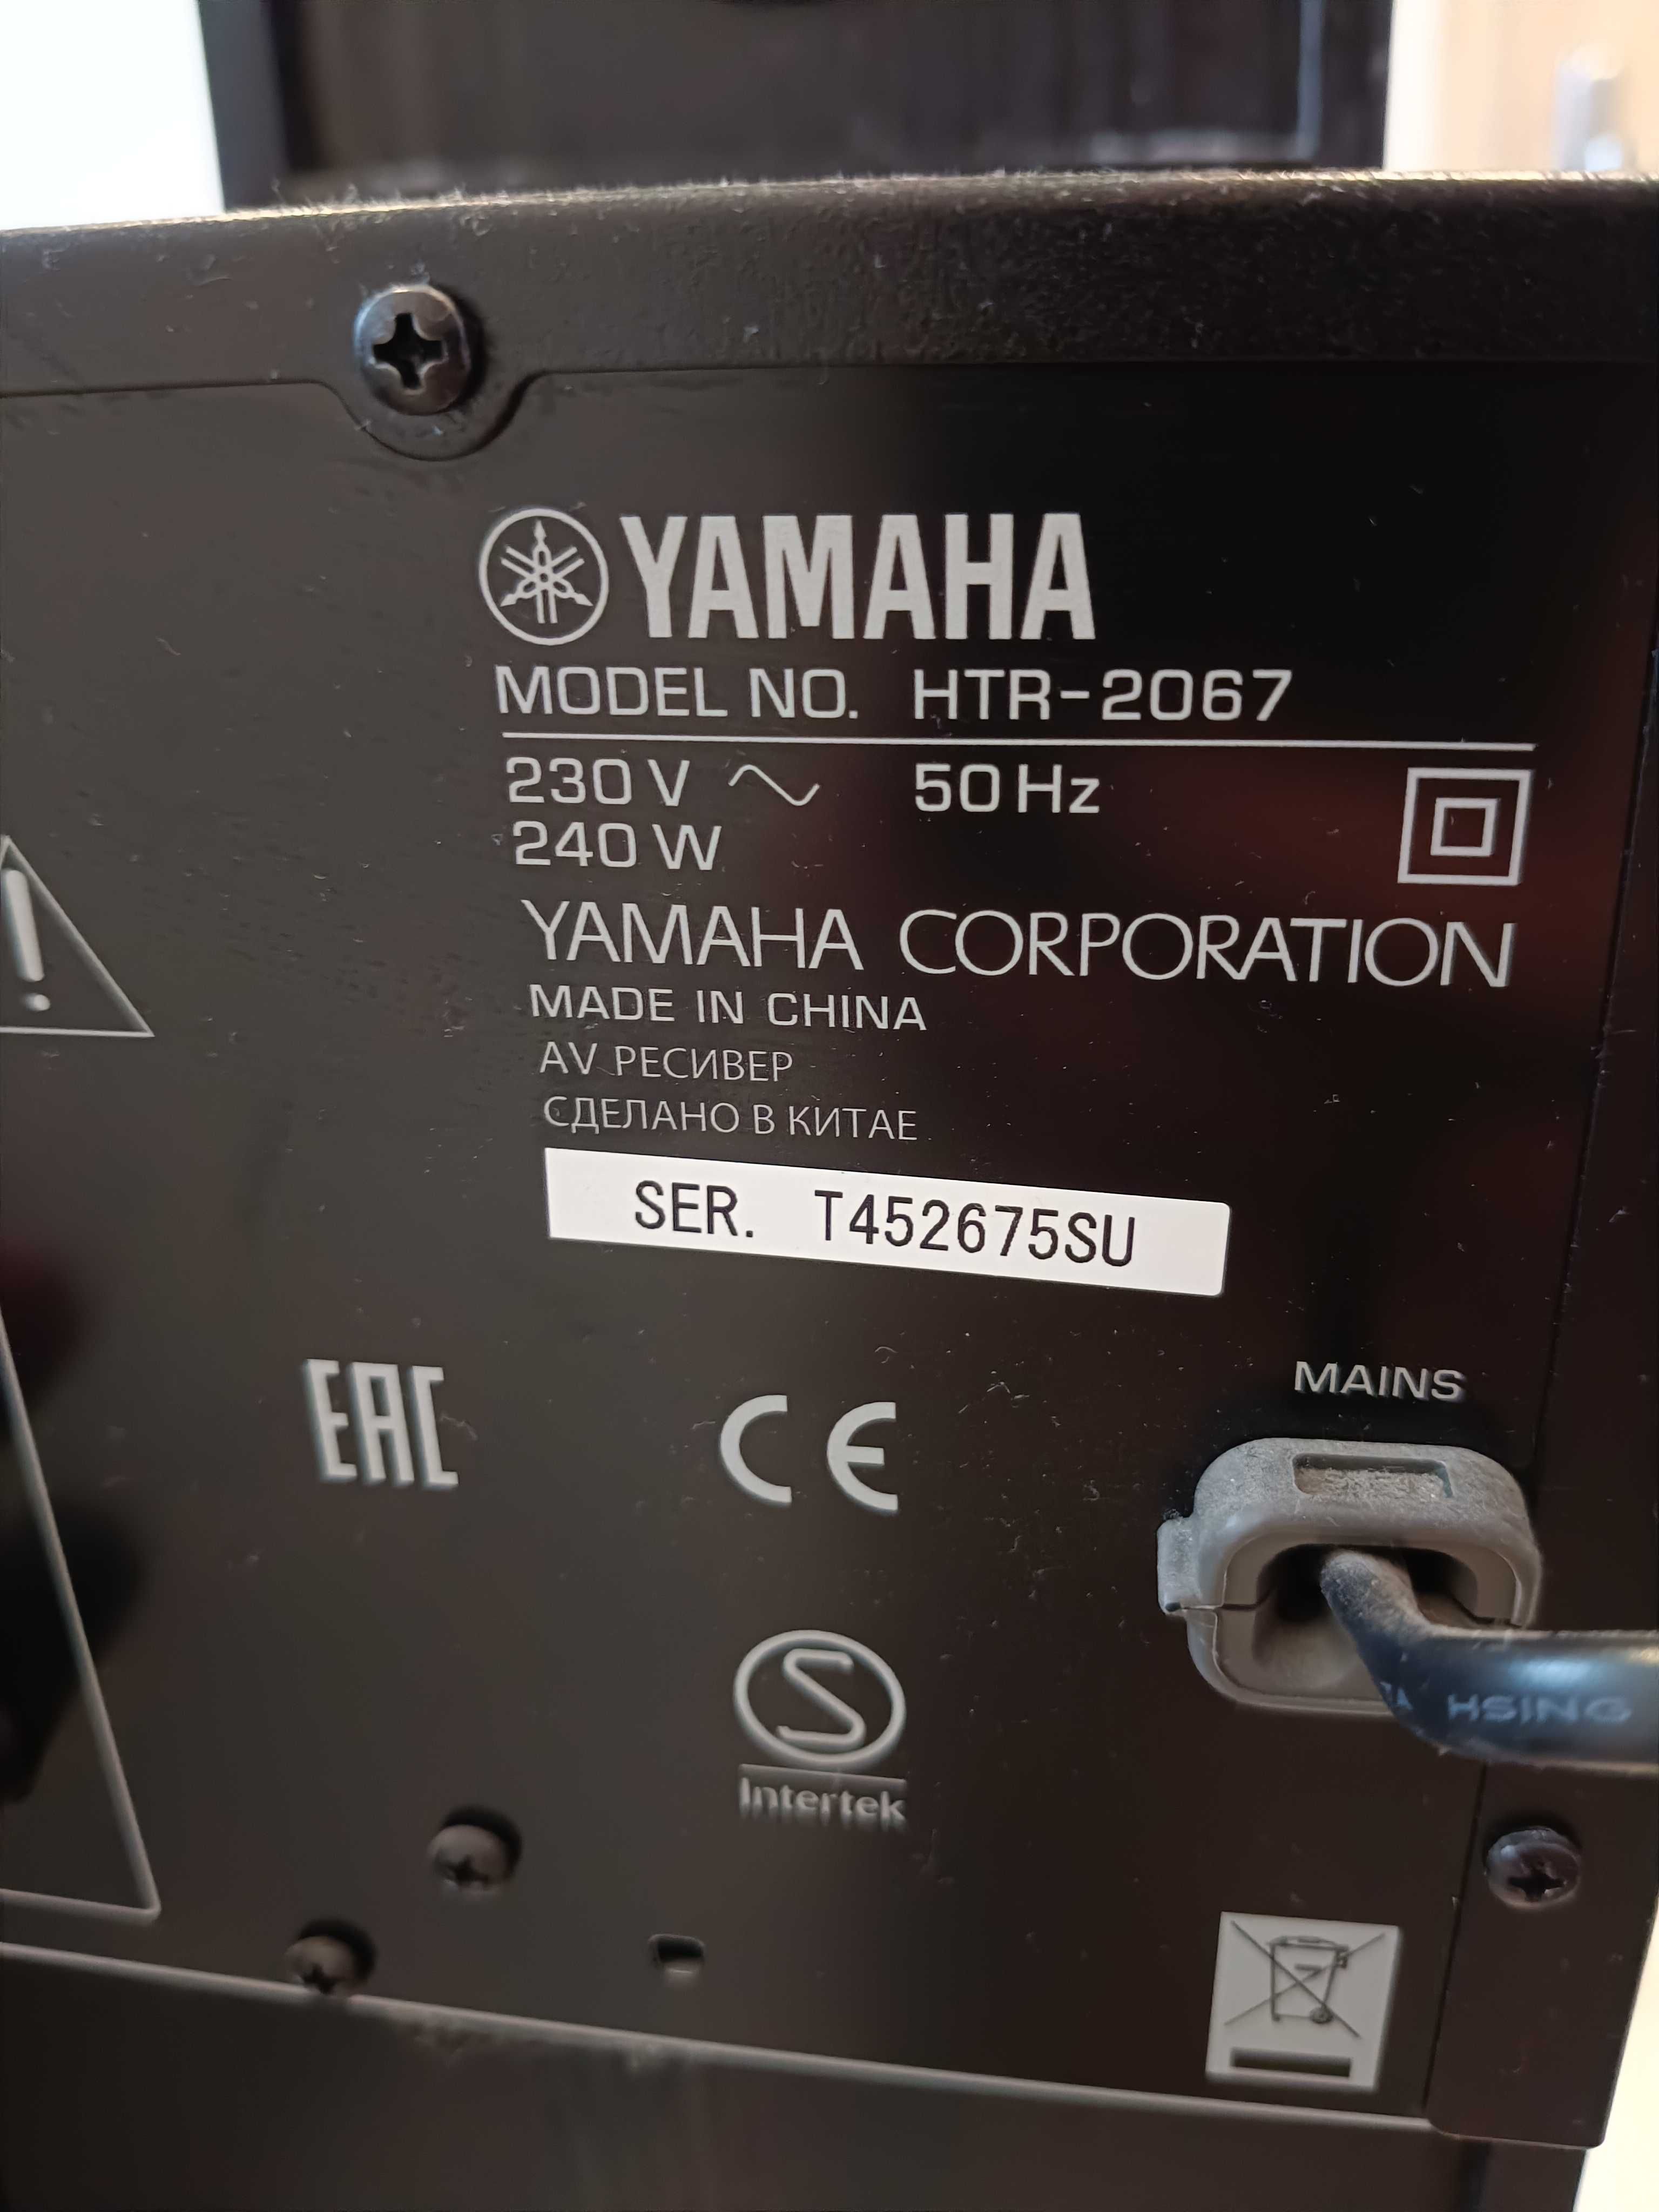 YAMAHA
MODEL NO. HTR-2067
230 V ~ 50 Hz
240 W
YAMAHA CORPORATION
MADE IN CHINA
AV РЕСИВЕР
СДЕЛАНО В КИТАЕ
SER. T452675SU
MAINS
EAC
CE
HSING
S
Intertek